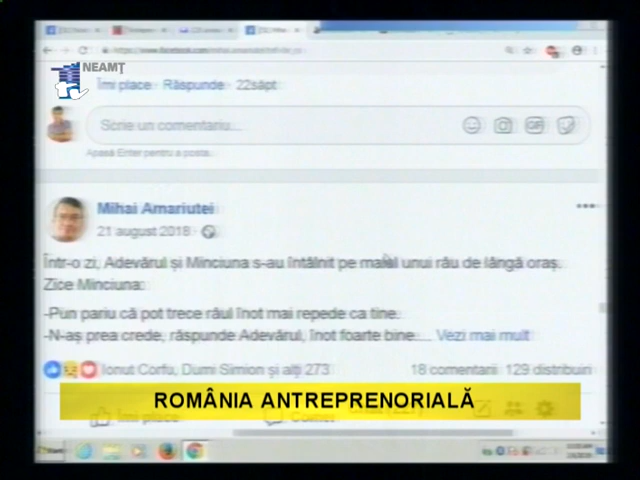 NEAMŢ
Îmi place · Răspunde · 22săpt
Scrie un comentariu...
GIF
Apasă Enter pentru a posta.
Mihai Amariutei
21 august 2018 ·
Într-o zi, Adevărul și Minciuna s-au întâlnit pe malul unui râu de lângă oraș.
Zice Minciuna:
-Pun pariu că pot trece râul înot mai repede ca tine.
-N-aș prea crede, răspunde Adevărul, înot foarte bine.... Vezi mai mult
Ionut Corfu, Dumi Simion și alți 273
18 comentarii 129 distribuiri
ROMÂNIA ANTREPRENORIALĂ
Îmi place